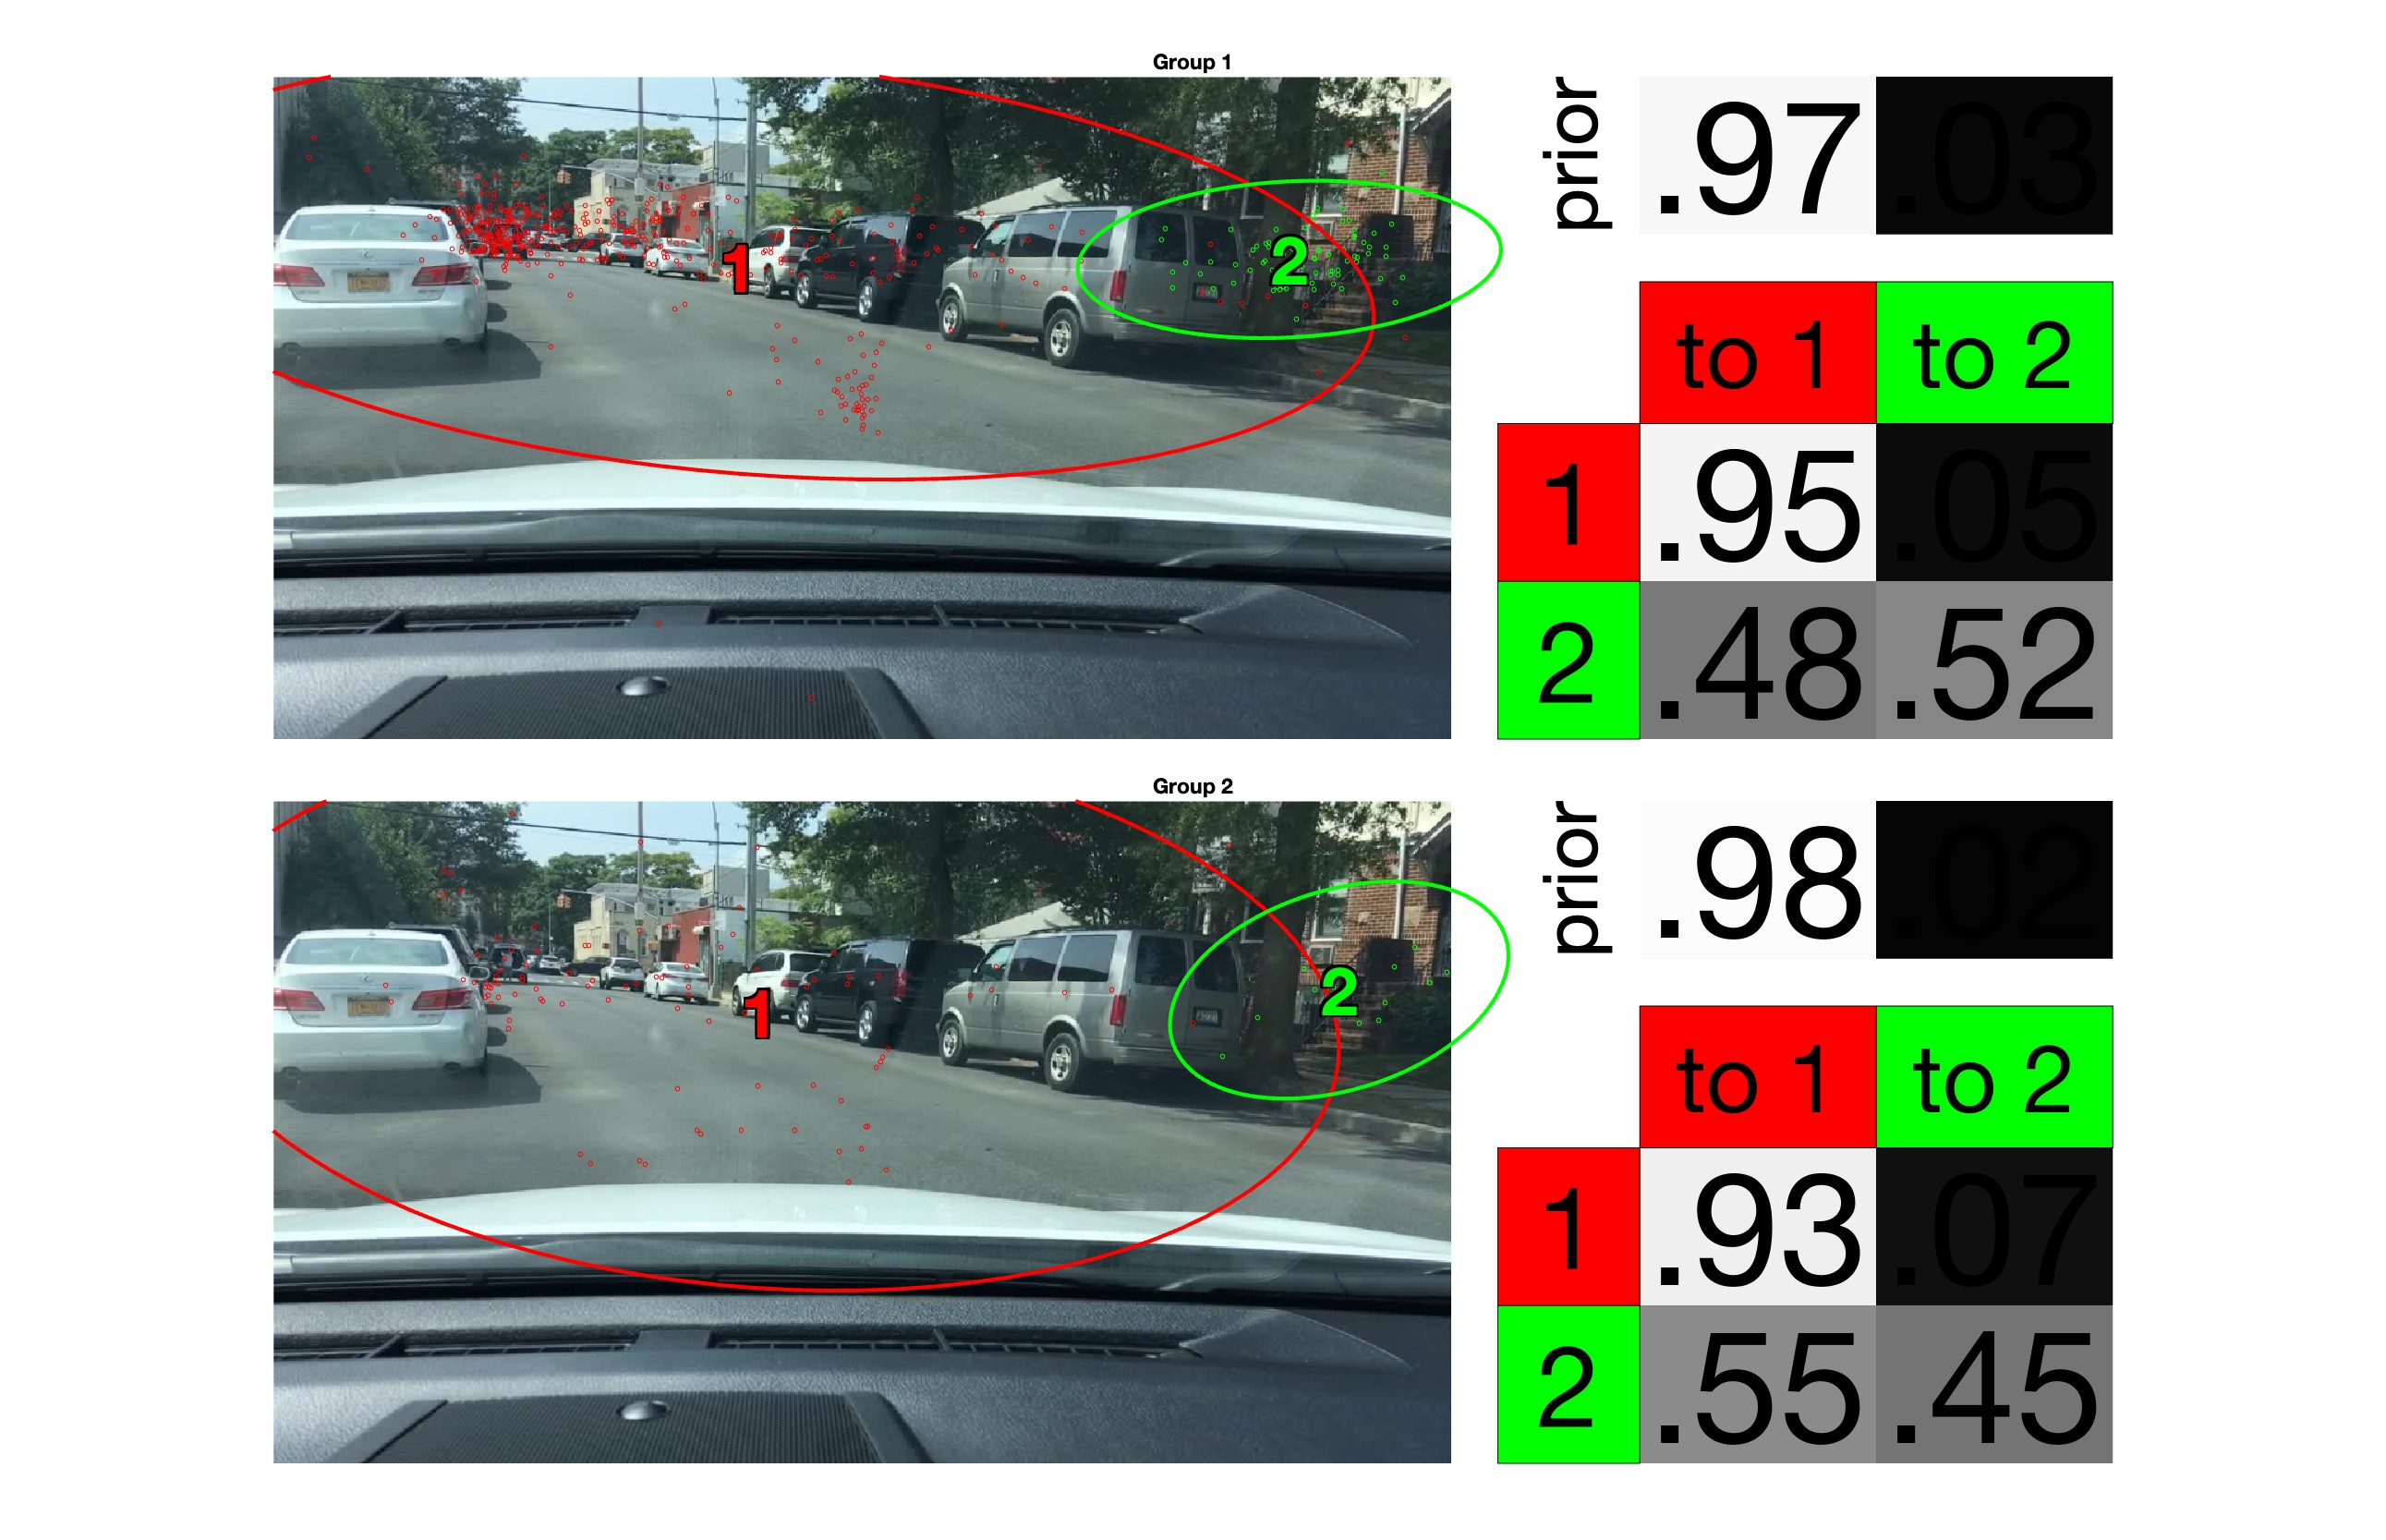 Group 1
1
2
prior
.97 .03
to 1 to 2
1 .95 .05
2 .48 .52
Group 2
1
2
prior
.98 .02
to 1 to 2
1 .93 .07
2 .55 .45